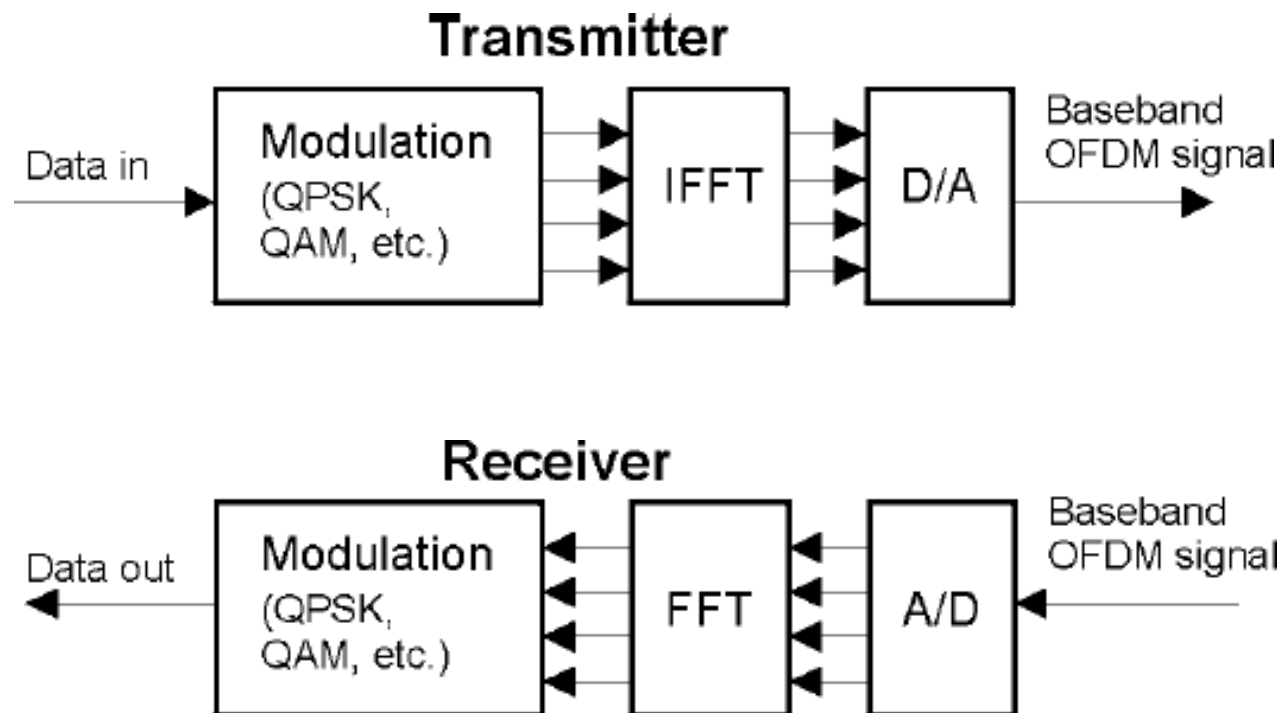 Transmitter
Data in
Modulation
(QPSK,
QAM, etc.)
IFFT
D/A
Baseband
OFDM signal
Receiver
Data out
Modulation
(QPSK,
QAM, etc.)
FFT
A/D
Baseband
OFDM signal